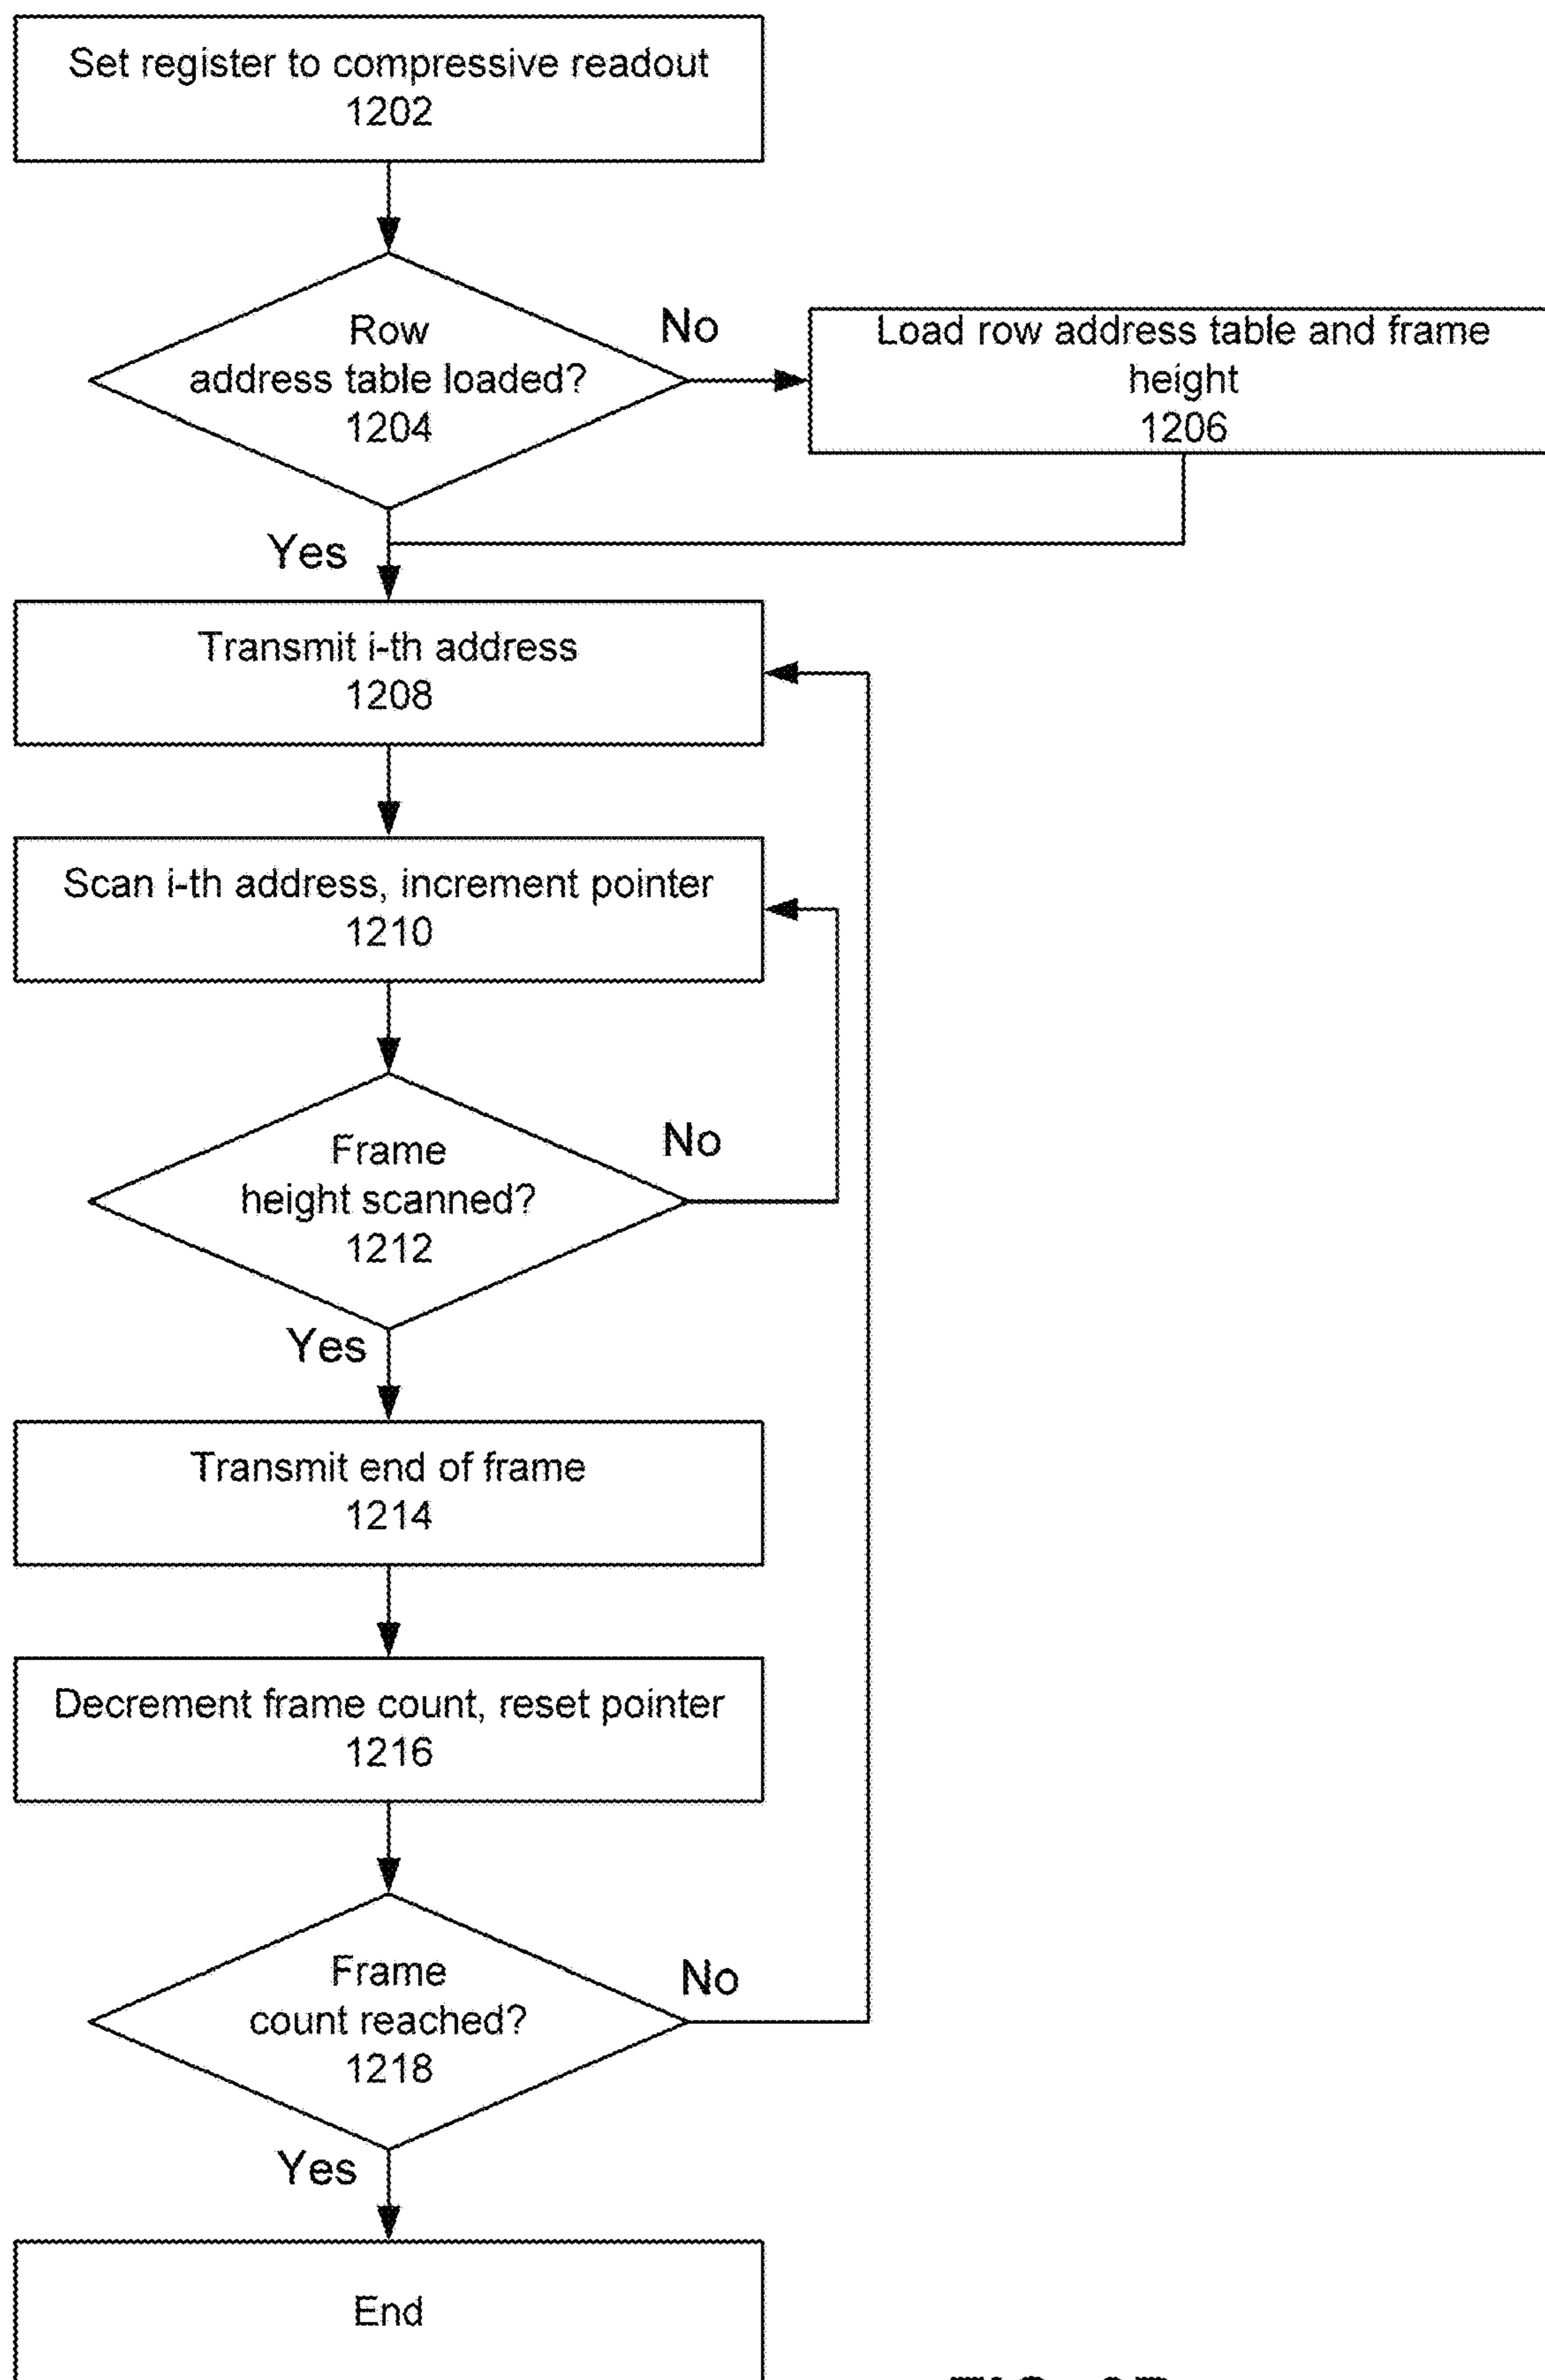 Set register to compressive readout
1202
Row
address table loaded?
1204
No
Load row address table and frame
height
1206
Yes
Transmit i-th address
1208
Scan i-th address, increment pointer
1210
Frame
height scanned?
1212
No
Yes
Transmit end of frame
1214
Decrement frame count, reset pointer
1216
Frame
count reached?
1218
No
Yes
End